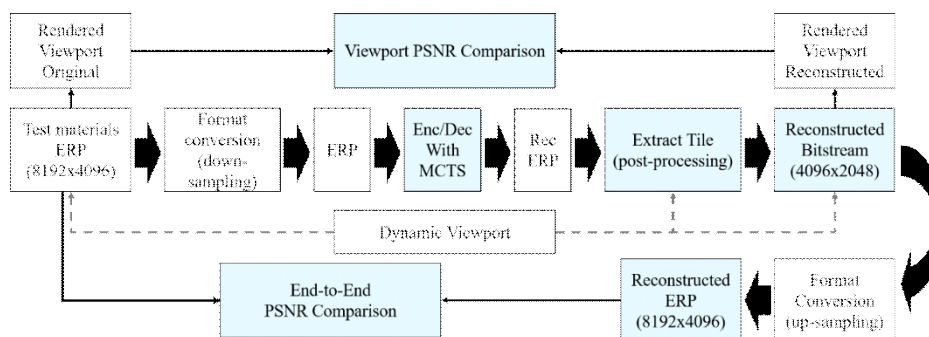 Rendered
Viewport
Original
Viewport PSNR Comparison
Rendered
Viewport
Reconstructed
Test materials
ERP
(8192x4096)
Format
conversion
(down-
sampling)
ERP
Enc/Dec
With
MCTS
Rec
ERP
Extract Tile
(post-processing)
Reconstructed
Bitstream
(4096x2048)
Dynamic Viewport
End-to-End
PSNR Comparison
Reconstructed
ERP
(8192x4096)
Format
Conversion
(up-sampling)